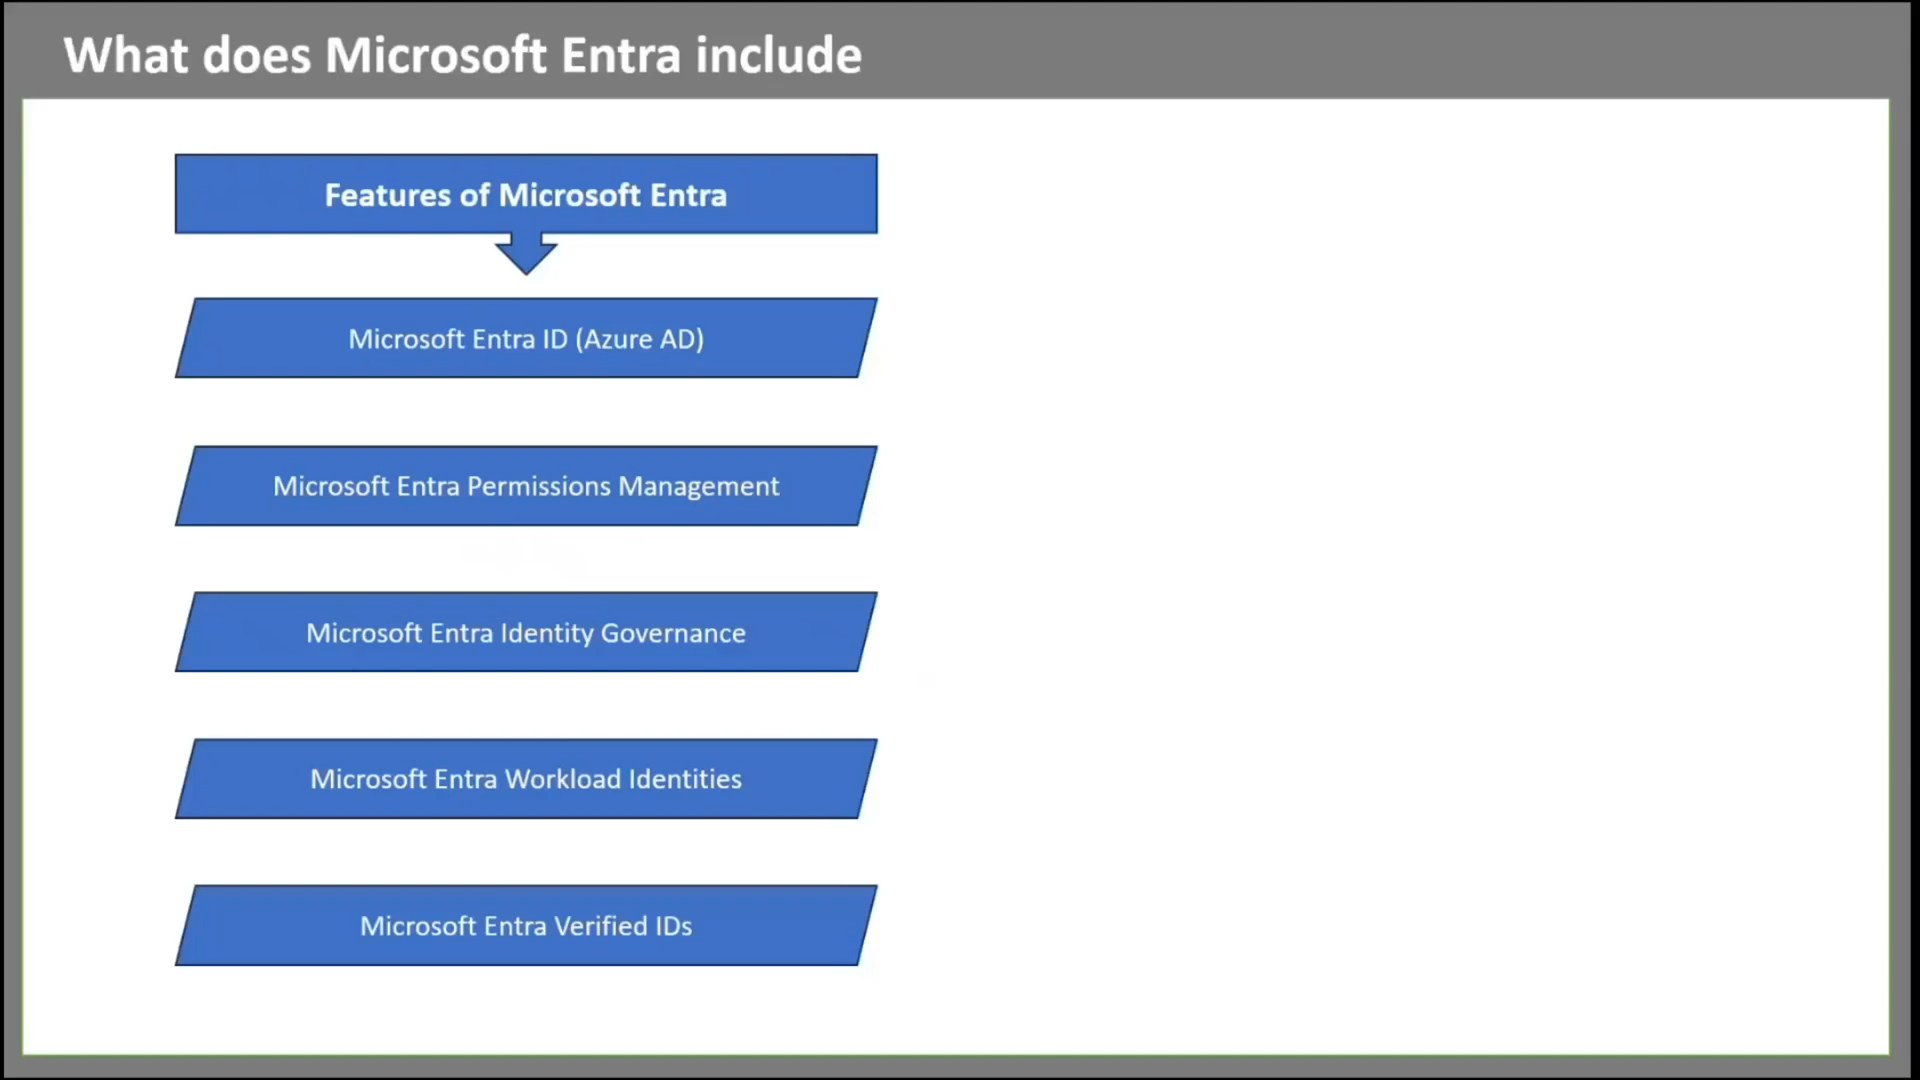 What does Microsoft Entra include
Features of Microsoft Entra
Microsoft Entra ID (Azure AD)
Microsoft Entra Permissions Management
Microsoft Entra Identity Governance
Microsoft Entra Workload Identities
Microsoft Entra Verified IDs